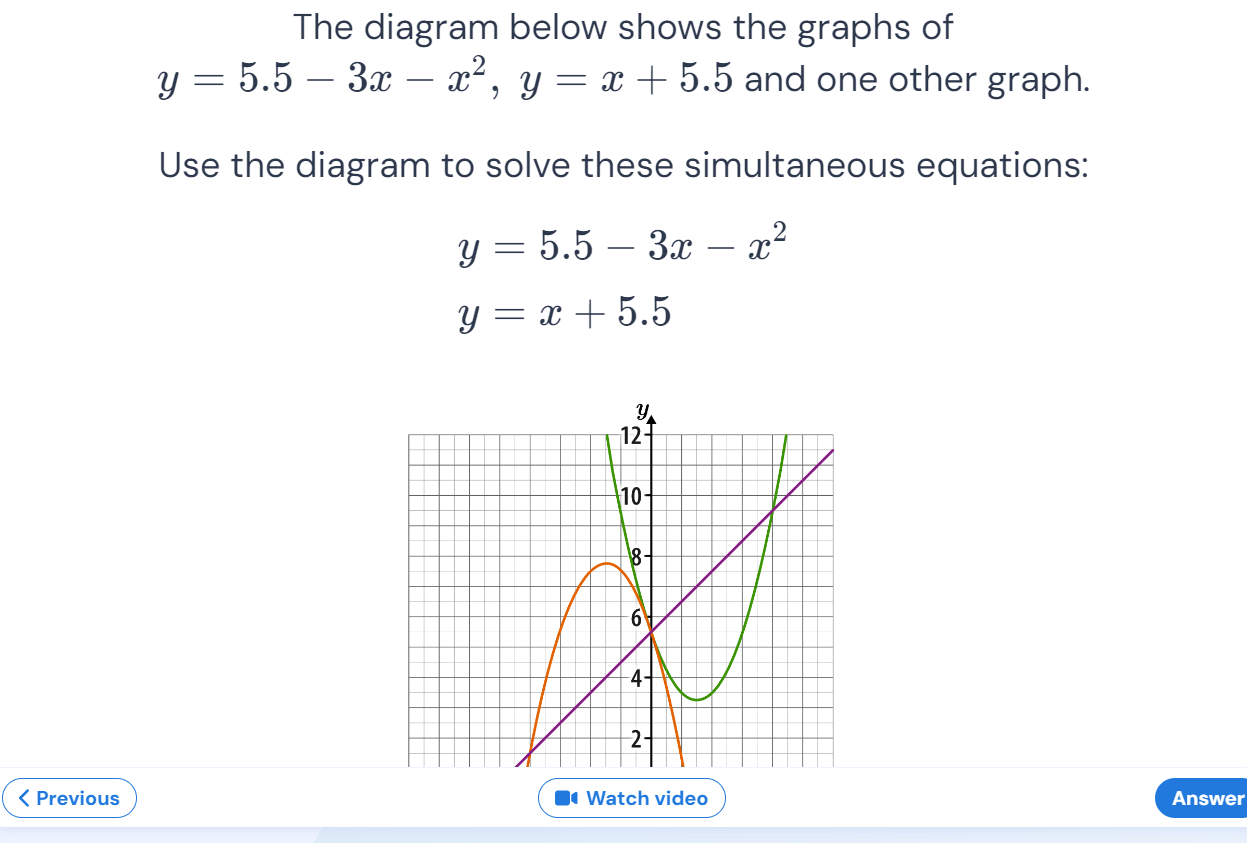 The diagram below shows the graphs of
y = 5.5 − 3x − x², y = x + 5.5 and one other graph.
Use the diagram to solve these simultaneous equations:
y = 5.5 − 3x − x²
y = x + 5.5
y
12
10
8
6
4
2
Previous
Watch video
Answer